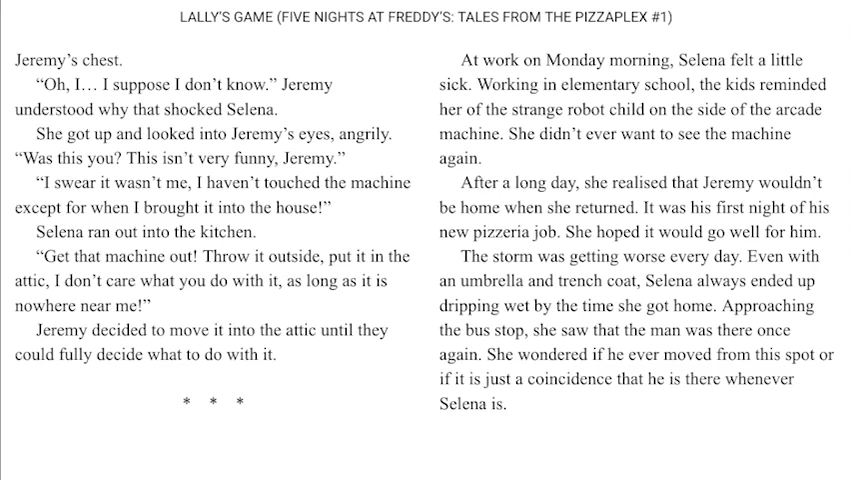 LALLY'S GAME (FIVE NIGHTS AT FREDDY'S: TALES FROM THE PIZZAPLEX #1)
Jeremy's chest.
“Oh, I… I suppose I don't know.” Jeremy
understood why that shocked Selena.
She got up and looked into Jeremy's eyes, angrily.
“Was this you? This isn't very funny, Jeremy.”
“I swear it wasn't me, I haven't touched the machine
except for when I brought it into the house!”
Selena ran out into the kitchen.
“Get that machine out! Throw it outside, put it in the
attic, I don't care what you do with it, as long as it is
nowhere near me!”
Jeremy decided to move it into the attic until they
could fully decide what to do with it.
* * *
At work on Monday morning, Selena felt a little
sick. Working in elementary school, the kids reminded
her of the strange robot child on the side of the arcade
machine. She didn't ever want to see the machine
again.
After a long day, she realised that Jeremy wouldn't
be home when she returned. It was his first night of his
new pizzeria job. She hoped it would go well for him.
The storm was getting worse every day. Even with
an umbrella and trench coat, Selena always ended up
dripping wet by the time she got home. Approaching
the bus stop, she saw that the man was there once
again. She wondered if he ever moved from this spot or
if it is just a coincidence that he is there whenever
Selena is.